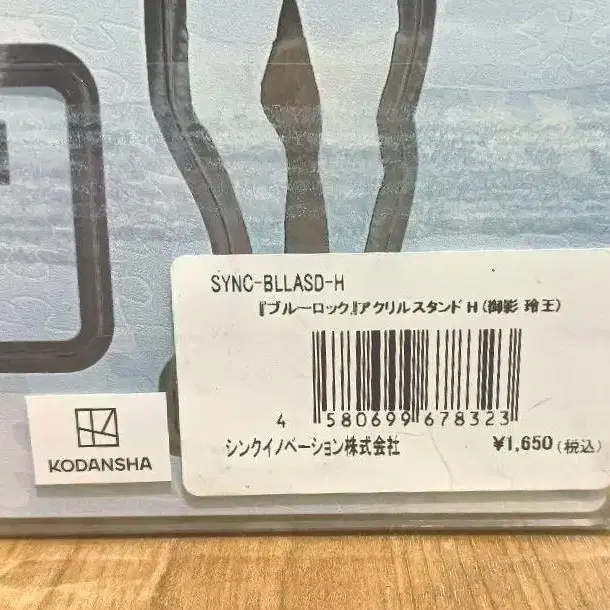 SYNC-BLLASD-H
『ブルーロック』アクリルスタンド H (御影 玲王)
4 580699 678323
シンクイノベーション株式会社 ¥1,650 (税込)
KODANSHA